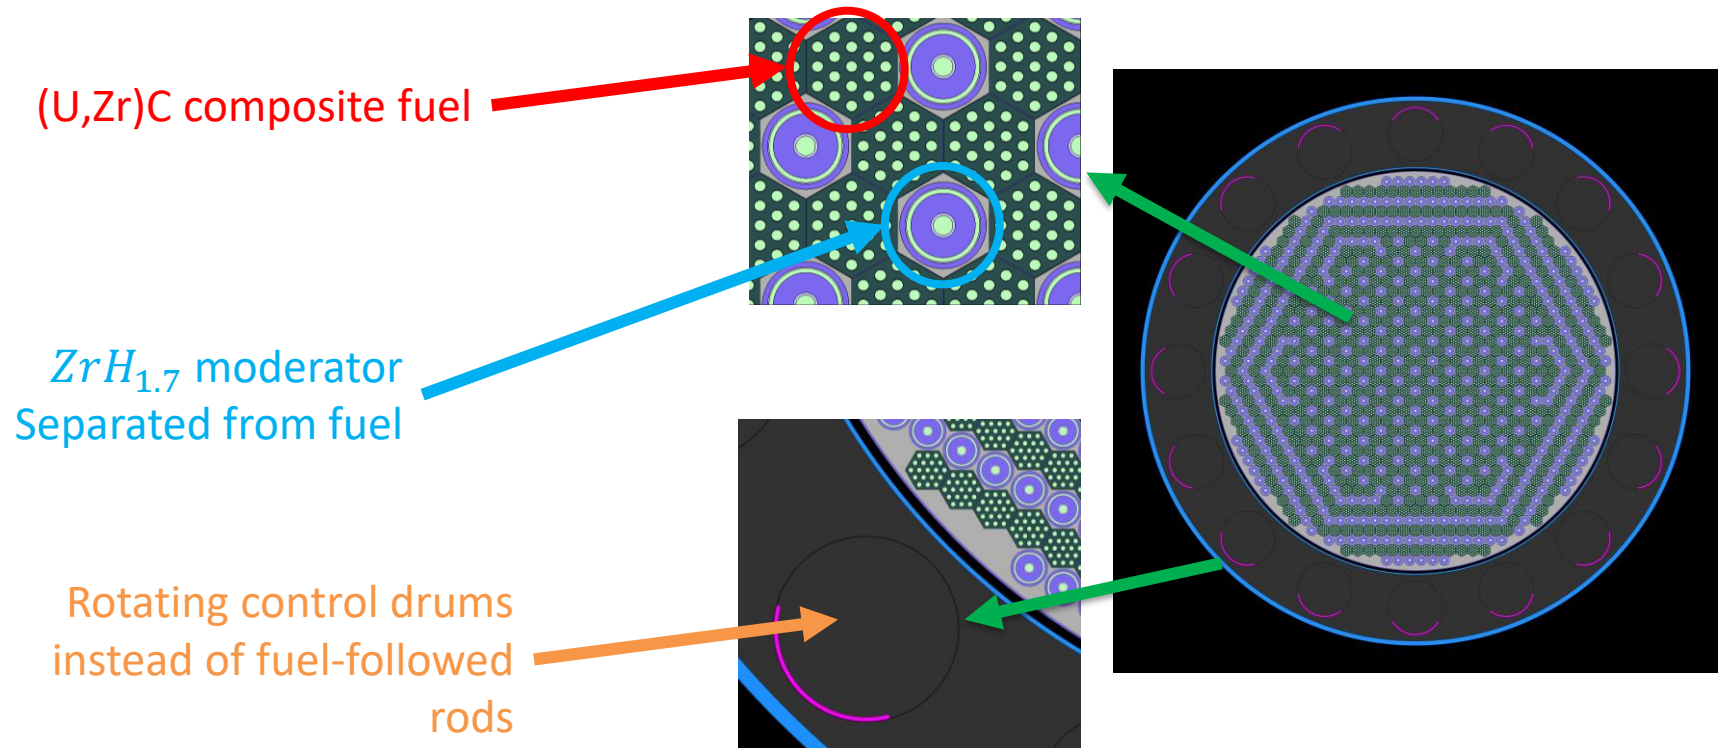 (U,Zr)C composite fuel
ZrH₁.₇ moderator
Separated from fuel
Rotating control drums
instead of fuel-followed
rods